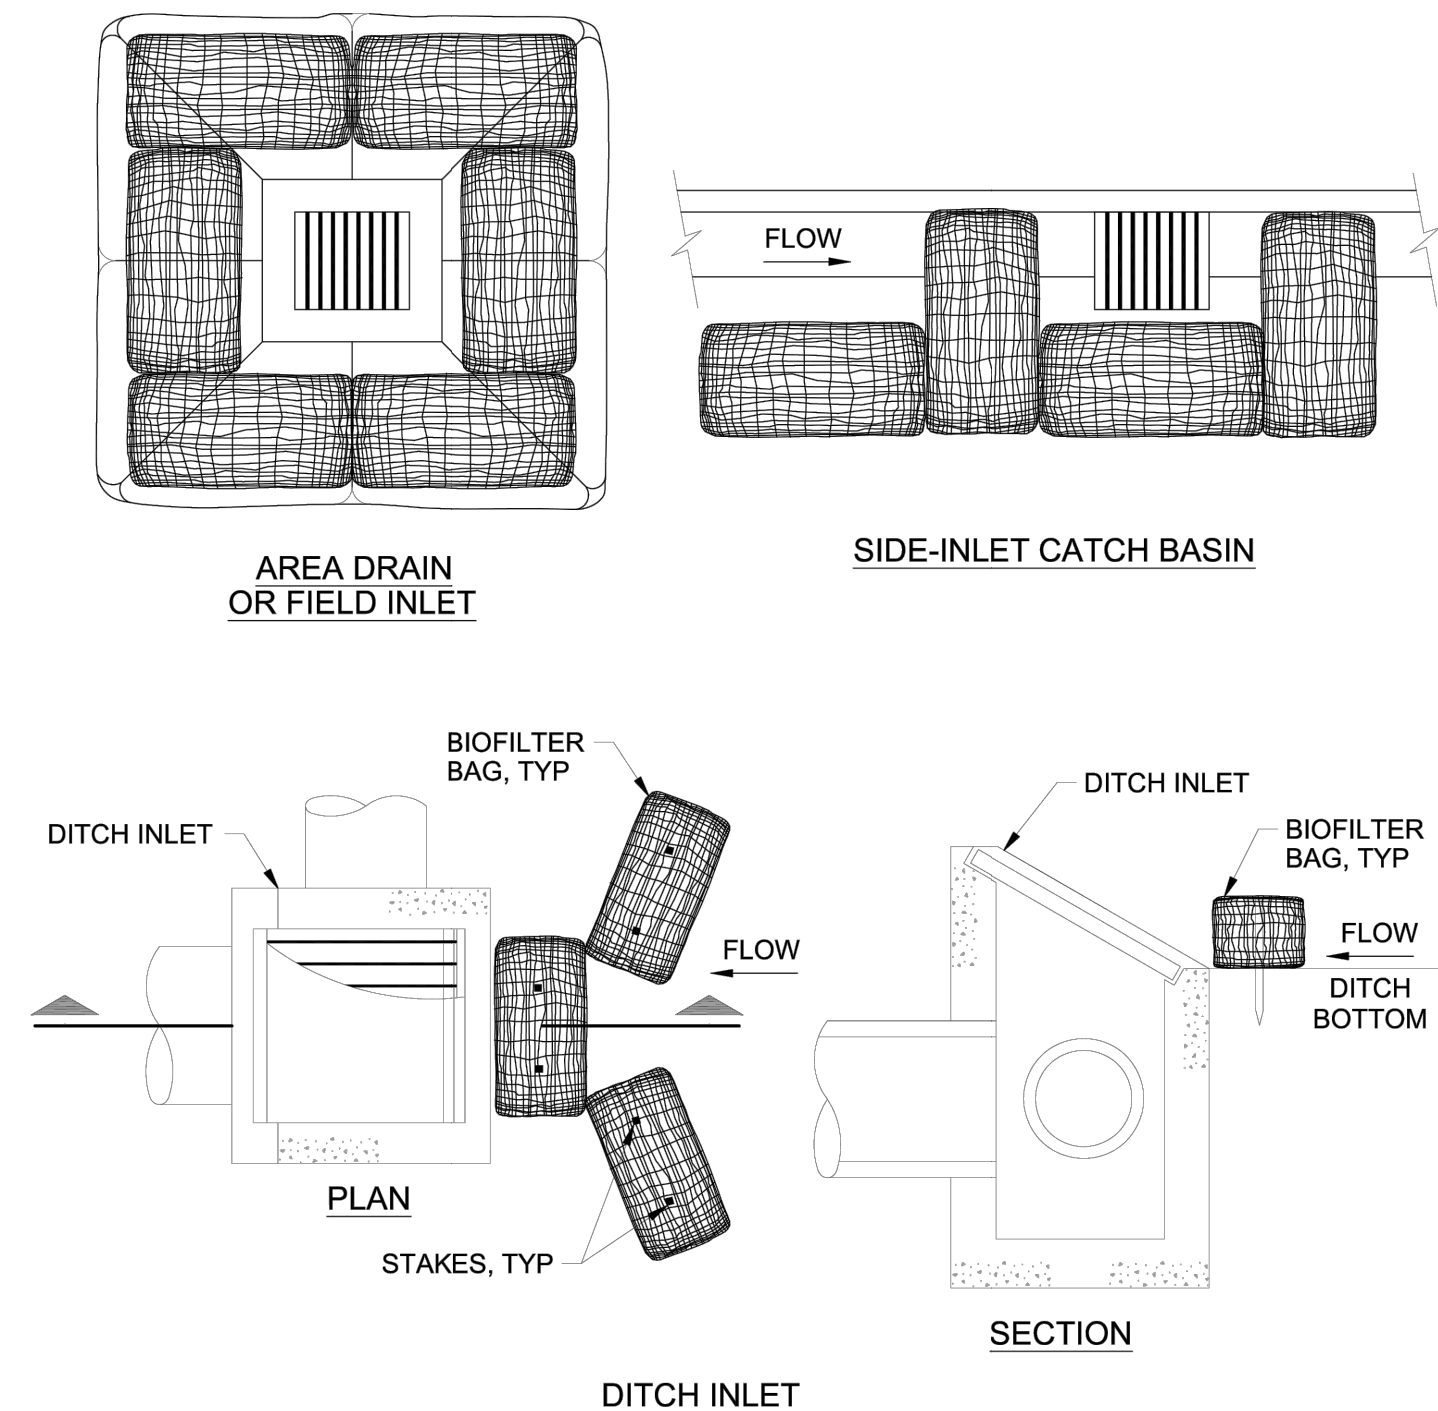 FLOW
AREA DRAIN
OR FIELD INLET
SIDE-INLET CATCH BASIN
BIOFILTER
BAG, TYP
DITCH INLET
FLOW
PLAN
STAKES, TYP
DITCH INLET
BIOFILTER
BAG, TYP
FLOW
DITCH
BOTTOM
SECTION
DITCH INLET